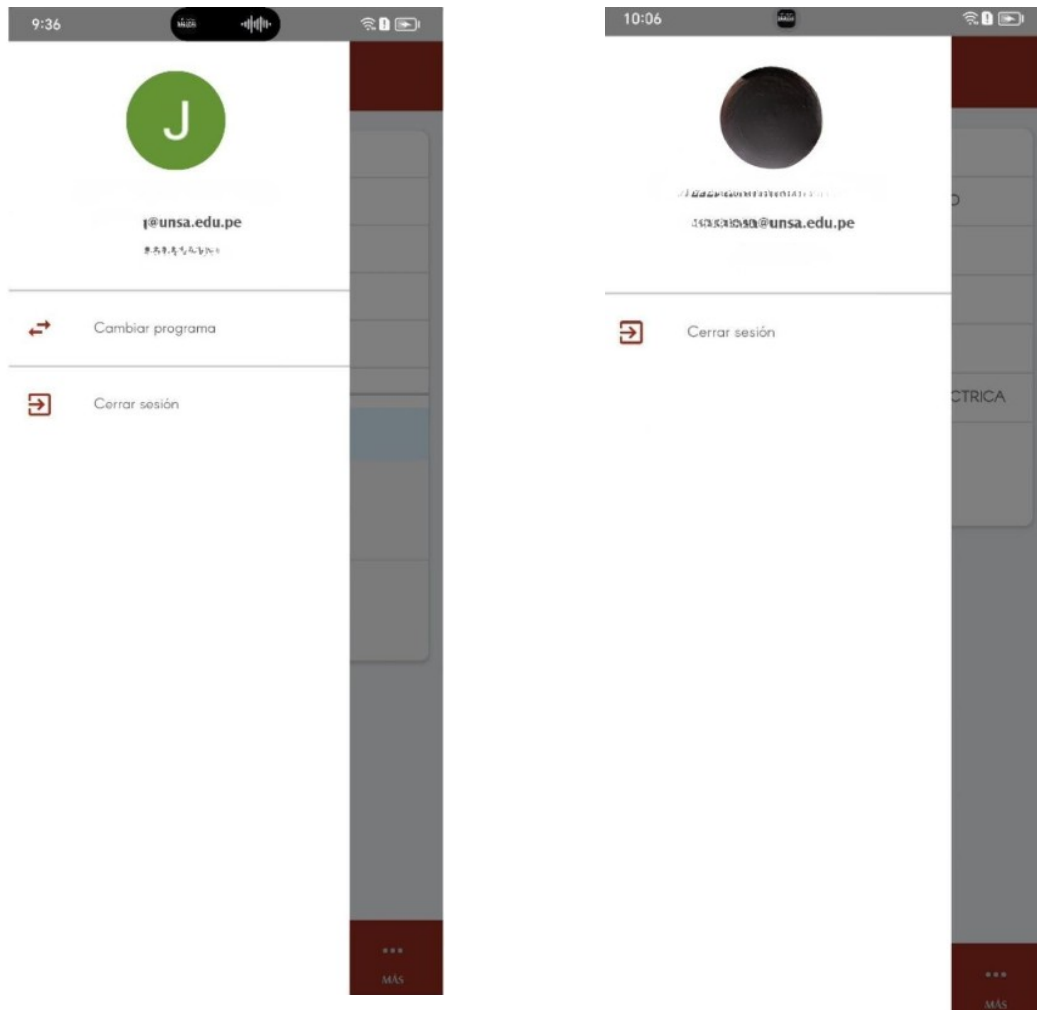 9:36
J
@unsa.edu.pe
Cambiar programa
Cerrar sesión
•••
MÁS
10:06
@unsa.edu.pe
Cerrar sesión
O
CTRICA
•••
MÁS